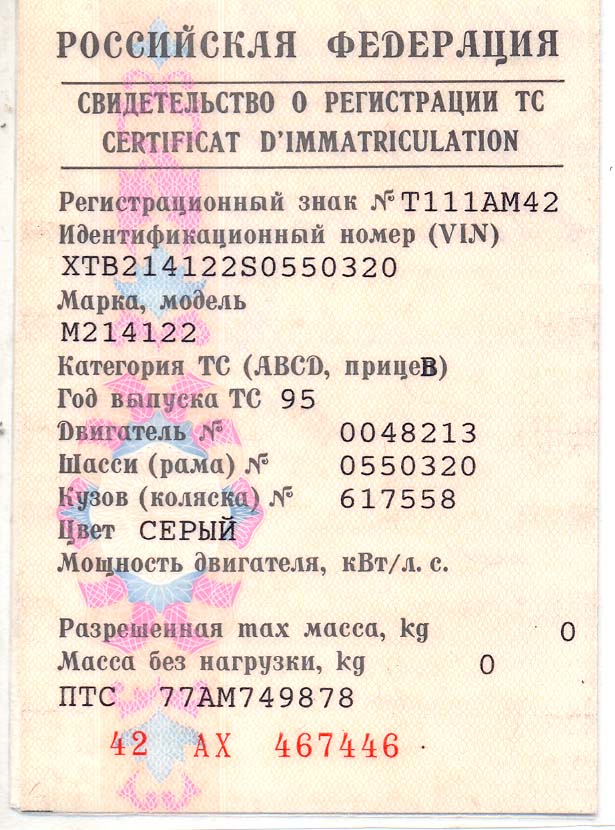 РОССИЙСКАЯ ФЕДЕРАЦИЯ
СВИДЕТЕЛЬСТВО О РЕГИСТРАЦИИ ТС
CERTIFICAT D'IMMATRICULATION
Регистрационный знак № Т111АМ42
Идентификационный номер (VIN)
XTB214122S0550320
Марка, модель
М214122
Категория ТС (ABCD, прицеВ)
Год выпуска ТС 95
Двигатель № 0048213
Шасси (рама) № 0550320
Кузов (коляска) № 617558
Цвет СЕРЫЙ
Мощность двигателя, кВт/л. с.
Разрешенная max масса, kg 0
Масса без нагрузки, kg 0
ПТС 77АМ749878
42 АХ 467446